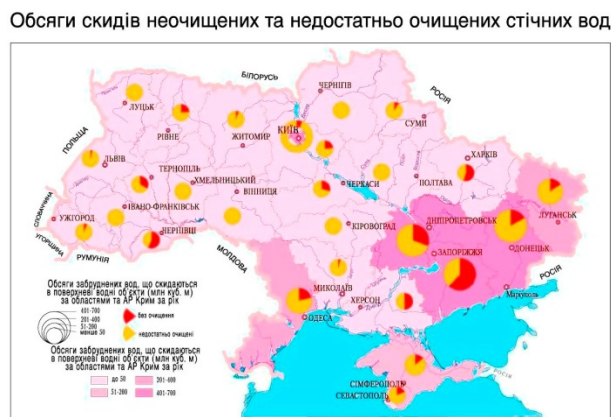 Обсяги скидів неочищених та недостатньо очищених стічних вод
БІЛОРУСЬ
РОСІЯ
ПОЛЬЩА
СЛОВАЧЧИНА
УГОРЩИНА
РУМУНІЯ
МОЛДОВА
РОСІЯ
ЛУЦЬК
РІВНЕ
ЖИТОМИР
КИЇВ
ЧЕРНІГІВ
СУМИ
ЛЬВІВ
ТЕРНОПІЛЬ
ХМЕЛЬНИЦЬКИЙ
ВІННИЦЯ
ЧЕРКАСИ
ПОЛТАВА
ХАРКІВ
ІВАНО-ФРАНКІВСЬК
УЖГОРОД
ЧЕРНІВЦІ
КІРОВОГРАД
ДНІПРОПЕТРОВСЬК
ЗАПОРІЖЖЯ
ДОНЕЦЬК
ЛУГАНСЬК
Маріуполь
МИКОЛАЇВ
ХЕРСОН
ОДЕСА
СІМФЕРОПОЛЬ
СЕВАСТОПОЛЬ
РОСІЯ
Обсяги забруднених вод, що скидаються
в поверхневі водні об'єкти (млн куб. м)
за областями та АР Крим за рік
401-700
201-400
51-200
менше 50
без очищення
недостатньо очищені
Обсяги забруднених вод, що скидаються
в поверхневі водні об'єкти (млн куб. м)
за областями та АР Крим за рік
до 50
51-200
201-400
401-700